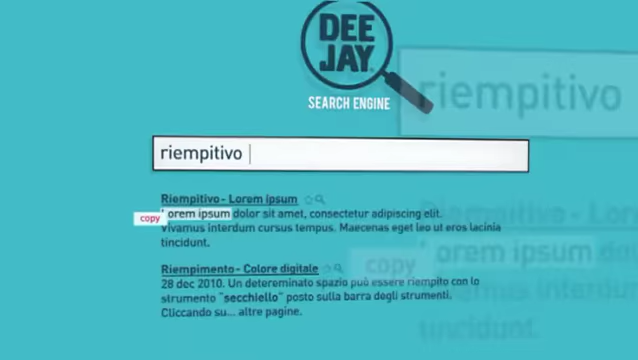 DEE
JAY
SEARCH ENGINE
riempitivo
riempitivo
Riempitivo - Lorem ipsum
copy orem ipsum dolor sit amet, consectetur adipiscing elit.
Vivamus interdum cursus tempus. Maecenas eget leo ut eros lacinia
tincidunt.
Riempimento - Colore digitale
28 dec 2010. Un deterominato spazio può essere riempito con lo
strumento "secchiello" posto sulla barra degli strumenti.
Cliccando su... altre pagine.
Riempitivo - Lor
orem ipsum do
copy
interdum
tincidunt.